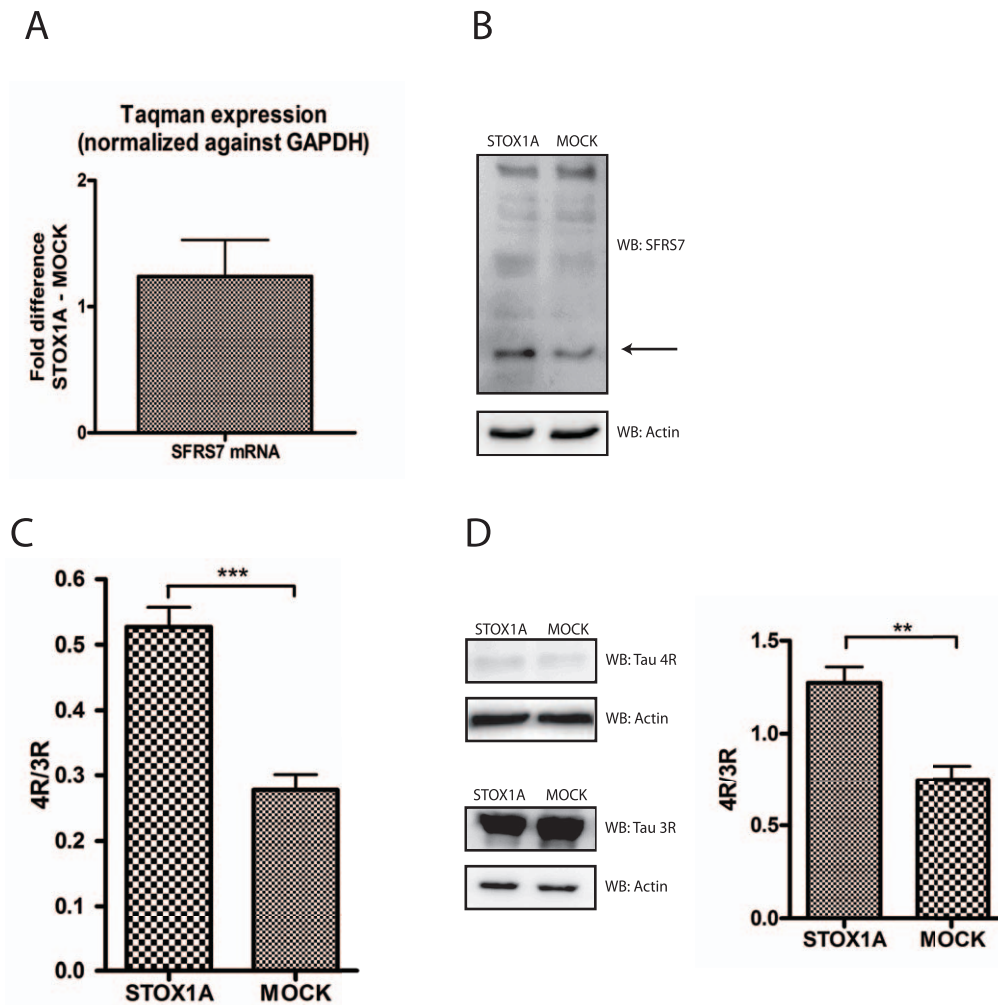 A
Taqman expression
(normalized against GAPDH)
Fold difference
STOX1A - MOCK
2
1
0
SFRS7 mRNA
B
STOX1A MOCK
WB: SFRS7
WB: Actin
C
4R/3R
0.6
0.5
0.4
0.3
0.2
0.1
0.0
***
STOX1A MOCK
D
STOX1A MOCK
WB: Tau 4R
WB: Actin
STOX1A MOCK
WB: Tau 3R
WB: Actin
4R/3R
1.5
1.0
0.5
0.0
**
STOX1A MOCK